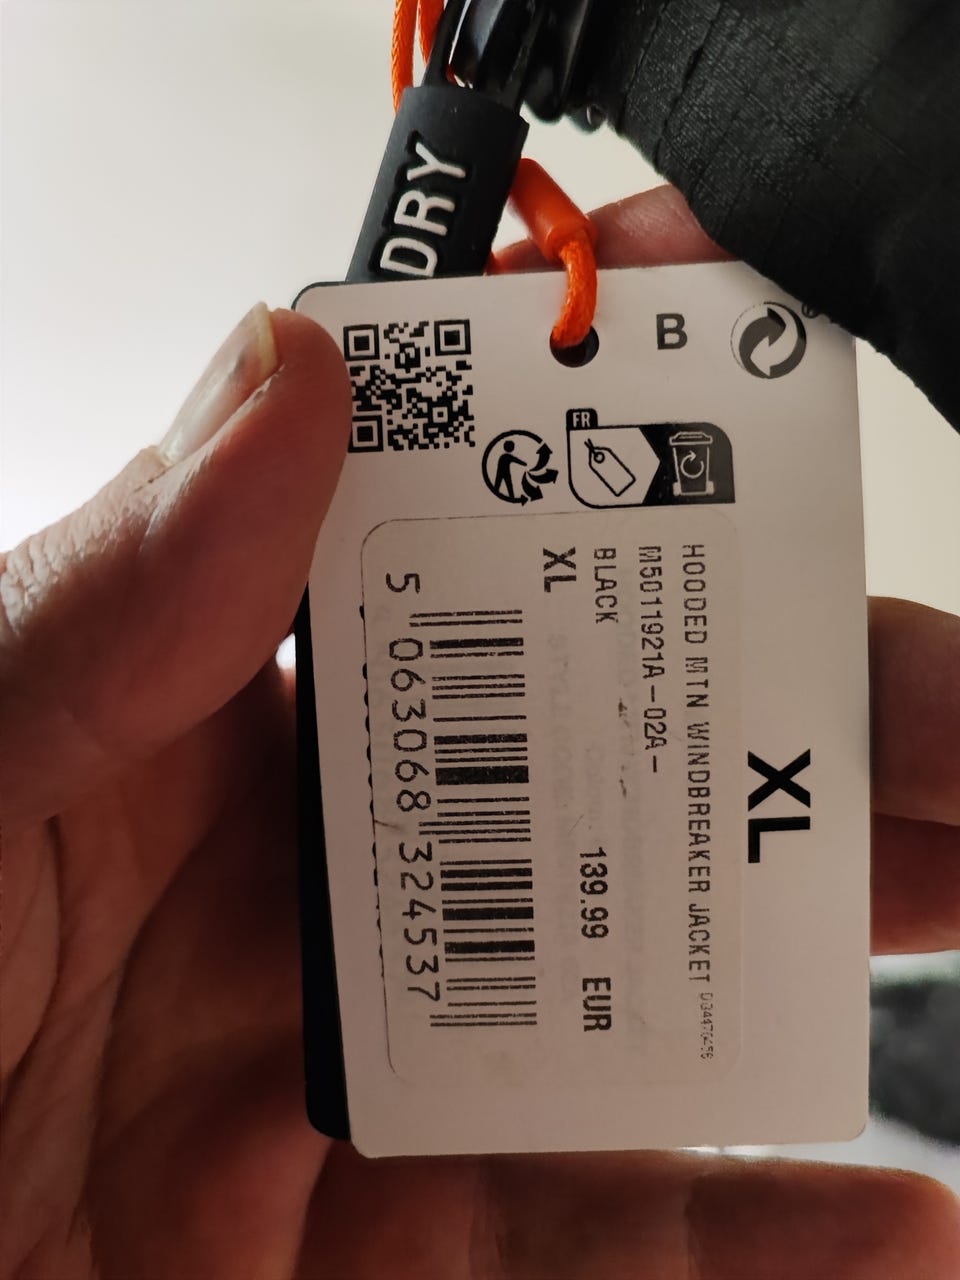 DRY
B
FR
XL
HOODED MTN WINDBREAKER JACKET
M5011921A-02A-
BLACK
139.99 EUR
XL
5 063068 324537